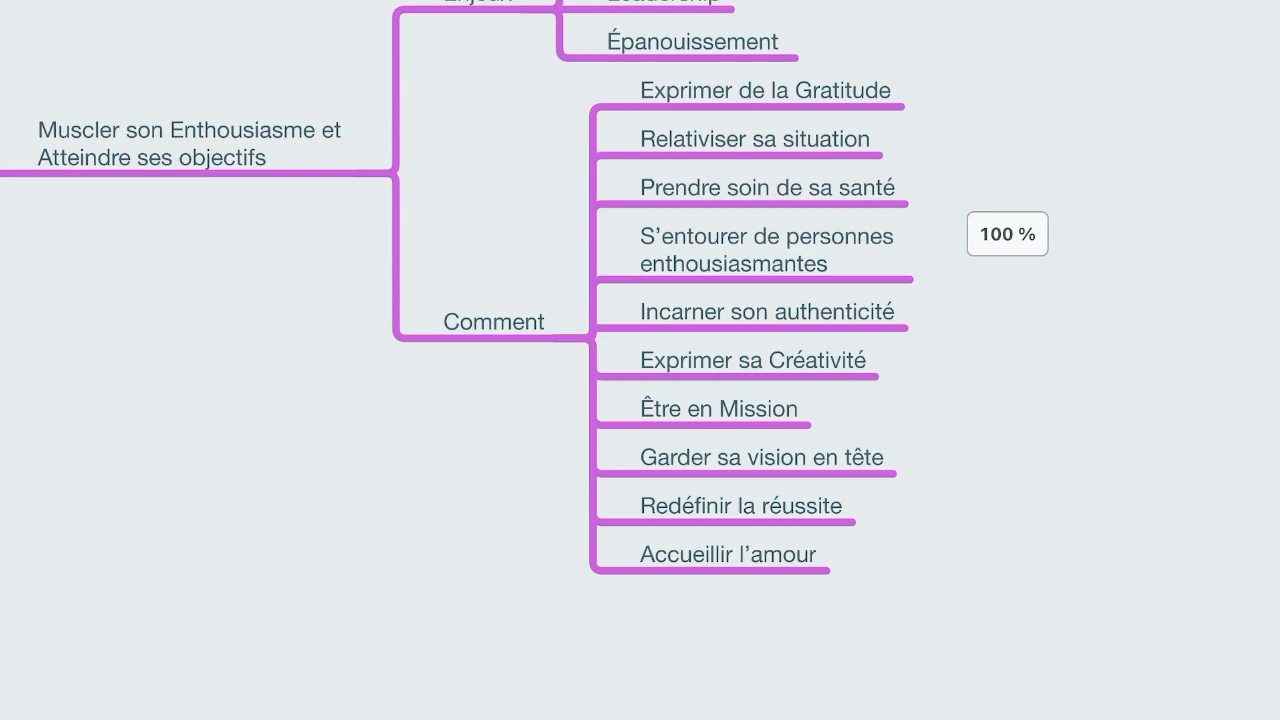 Épanouissement
Exprimer de la Gratitude
Muscler son Enthousiasme et
Atteindre ses objectifs
Relativiser sa situation
Prendre soin de sa santé
S’entourer de personnes
enthousiasmantes
100 %
Incarner son authenticité
Comment
Exprimer sa Créativité
Être en Mission
Garder sa vision en tête
Redéfinir la réussite
Accueillir l’amour